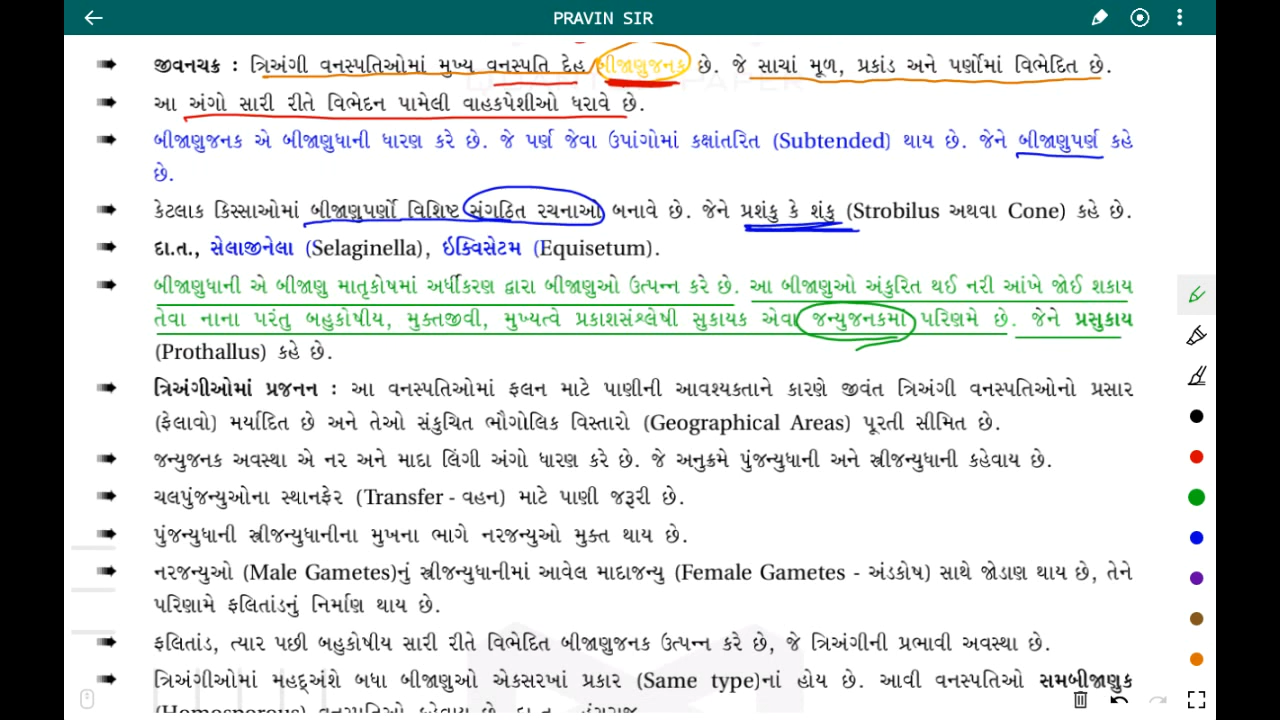 PRAVIN SIR
જીવનચક્ર : ત્રિઅંગી વનસ્પતિઓમાં મુખ્ય વનસ્પતિ દેહ બીજાણુજનક છે. જે સાચાં મૂળ, પ્રકાંડ અને પર્ણોમાં વિભેદિત છે.
આ અંગો સારી રીતે વિભેદન પામેલી વાહકપેશીઓ ધરાવે છે.
બીજાણુજનક એ બીજાણુધાની ધારણ કરે છે. જે પર્ણ જેવા ઉપાંગોમાં કક્ષાંતરિત (Subtended) થાય છે. જેને બીજાણુપર્ણ કહે
છે.
કેટલાક કિસ્સાઓમાં બીજાણુપર્ણો વિશિષ્ટ સંગઠિત રચનાઓ બનાવે છે. જેને પ્રશંકુ કે શંકુ (Strobilus અથવા Cone) કહે છે.
દા.ત., સેલાજીનેલા (Selaginella), ઈક્વિસેટમ (Equisetum).
બીજાણુધાની એ બીજાણુ માતૃકોષમાં અર્ધીકરણ દ્વારા બીજાણુઓ ઉત્પન્ન કરે છે. આ બીજાણુઓ અંકુરિત થઈ નરી આંખે જોઈ શકાય
તેવા નાના પરંતુ બહુકોષીય, મુક્તજીવી, મુખ્યત્વે પ્રકાશસંશ્લેષી સુકાયક એવા જન્યુજનકમાં પરિણમે છે. જેને પ્રસુકાય
(Prothallus) કહે છે.
ત્રિઅંગીઓમાં પ્રજનન : આ વનસ્પતિઓમાં ફલન માટે પાણીની આવશ્યકતાને કારણે જીવંત ત્રિઅંગી વનસ્પતિઓનો પ્રસાર
(ફેલાવો) મર્યાદિત છે અને તેઓ સંકુચિત ભૌગોલિક વિસ્તારો (Geographical Areas) પૂરતી સીમિત છે.
જન્યુજનક અવસ્થા એ નર અને માદા લિંગી અંગો ધારણ કરે છે. જે અનુક્રમે પુંજન્યુધાની અને સ્ત્રીજન્યુધાની કહેવાય છે.
ચલપુંજન્યુઓના સ્થાનફેર (Transfer - વહન) માટે પાણી જરૂરી છે.
પુંજન્યુધાની સ્ત્રીજન્યુધાનીના મુખના ભાગે નરજન્યુઓ મુક્ત થાય છે.
નરજન્યુઓ (Male Gametes)નું સ્ત્રીજન્યુધાનીમાં આવેલ માદાજન્યુ (Female Gametes - અંડકોષ) સાથે જોડાણ થાય છે, તેને
પરિણામે ફલિતાંડનું નિર્માણ થાય છે.
ફલિતાંડ, ત્યાર પછી બહુકોષીય સારી રીતે વિભેદિત બીજાણુજનક ઉત્પન્ન કરે છે, જે ત્રિઅંગીની પ્રભાવી અવસ્થા છે.
ત્રિઅંગીઓમાં મહદ્અંશે બધા બીજાણુઓ એકસરખાં પ્રકાર (Same type)નાં હોય છે. આવી વનસ્પતિઓ સમબીજાણુક
(Homosporous) વનસ્પતિઓ કહેવાય છે. દા.ત., હંસરાજ.